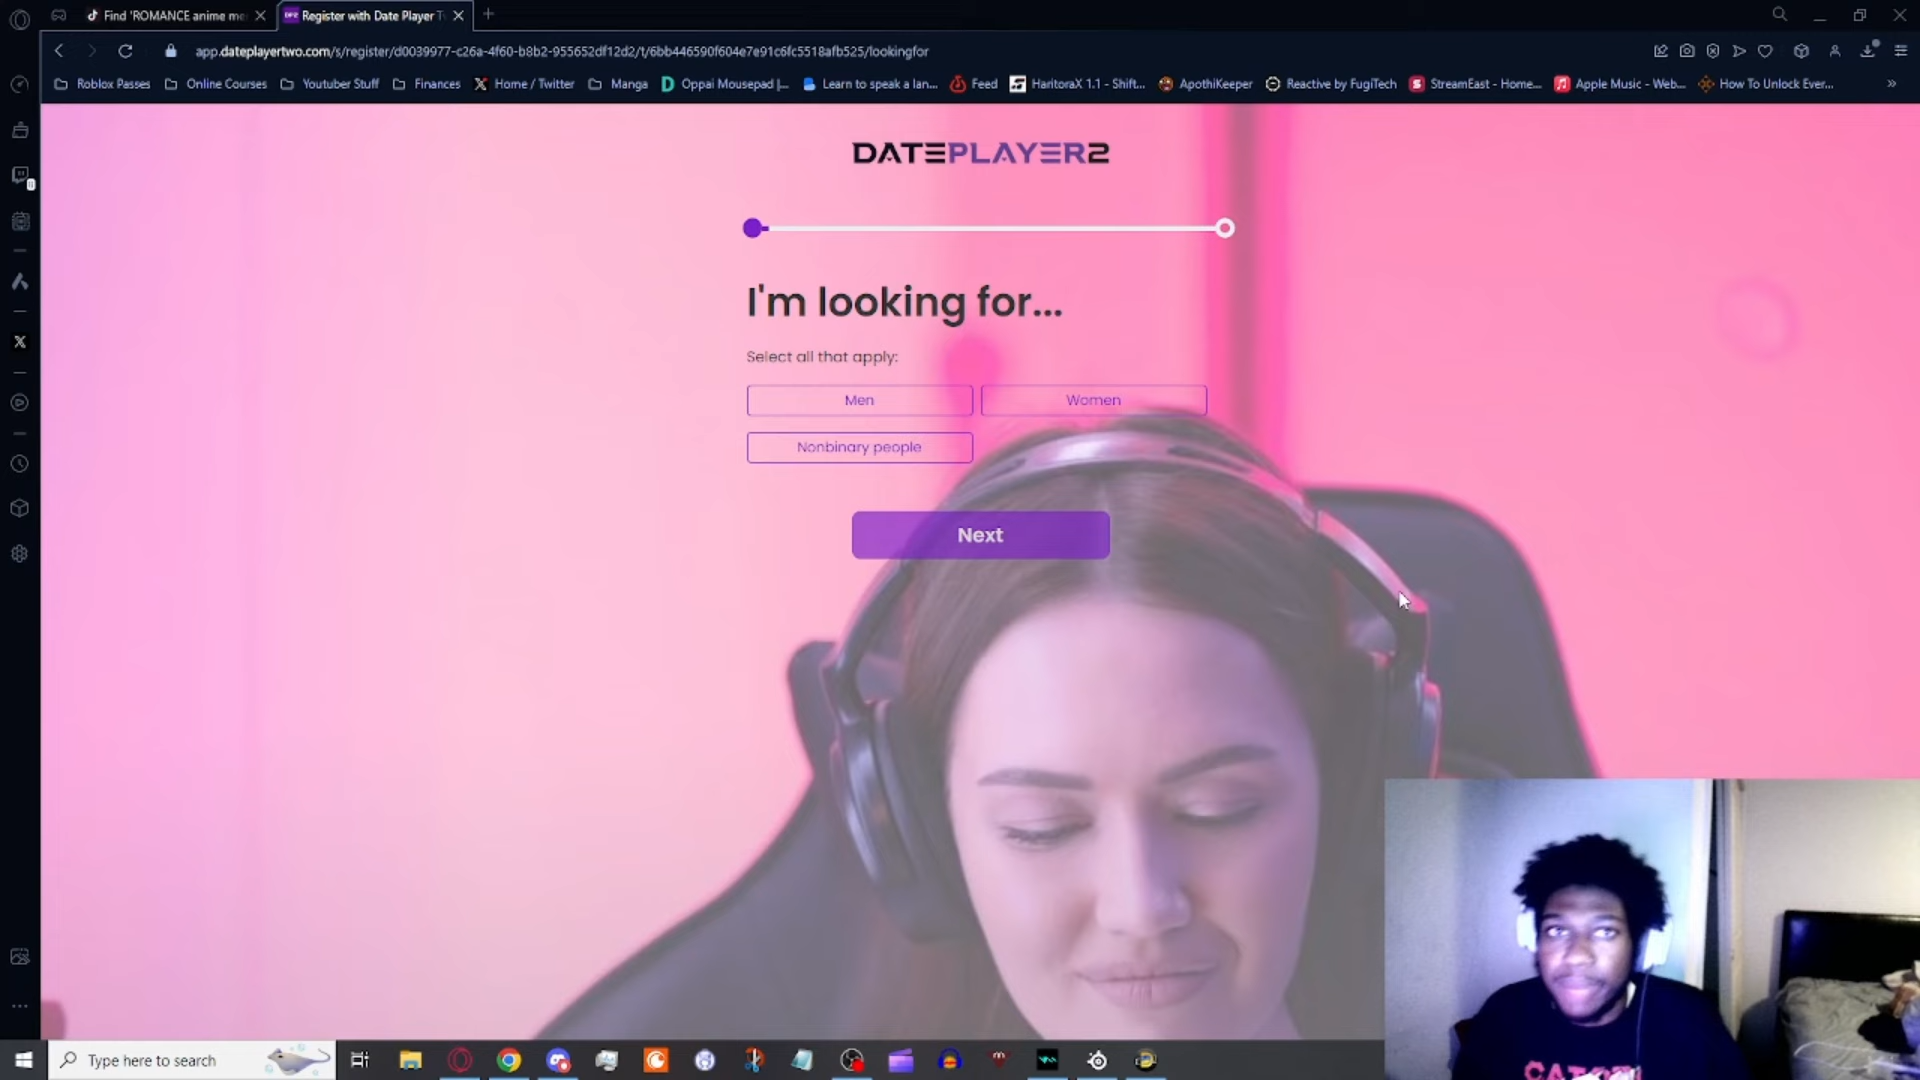 Find 'ROMANCE anime me
Register with Date Player T
app.dateplayertwo.com/s/register/d0039977-c26a-4f60-b8b2-955652df12d2/t/6bb446590f604e7e91c6fc5518afb525/lookingfor
Roblox Passes
Online Courses
Youtuber Stuff
Finances
Home / Twitter
Manga
Oppai Mousepad |...
Learn to speak a lan...
Feed
HaritoraX 1.1 - Shift...
ApothiKeeper
Reactive by FugiTech
StreamEast - Home...
Apple Music - Web...
How To Unlock Ever...
DATEPLAYER2
I'm looking for...
Select all that apply:
Men
Women
Nonbinary people
Next
Type here to search